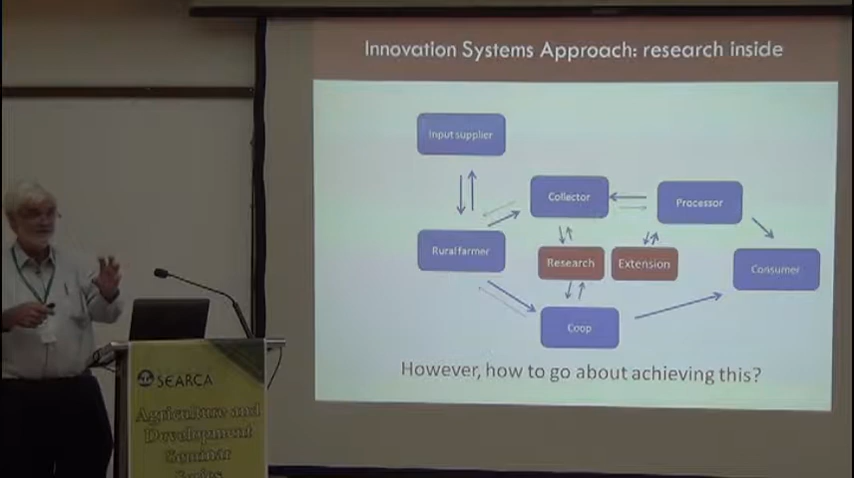 Innovation Systems Approach: research inside
Input supplier
Collector
Processor
Rural farmer
Research
Extension
Consumer
Coop
However, how to go about achieving this?
SEARCA
Agriculture and
Development
Seminar
Series